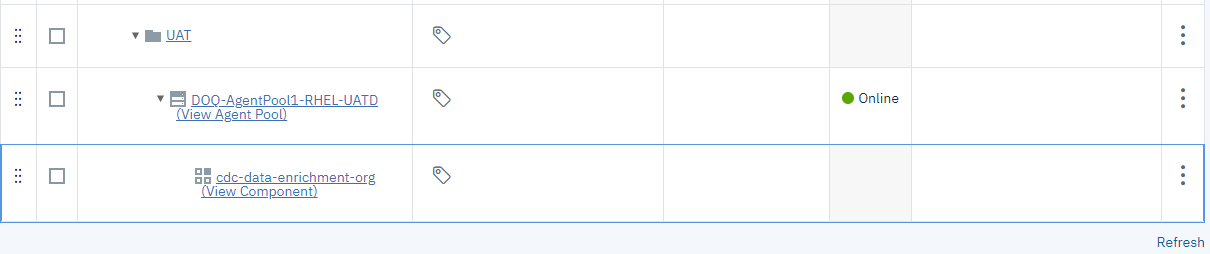 UAT
DOQ-AgentPool1-RHEL-UATD
(View Agent Pool)
Online
cdc-data-enrichment-org
(View Component)
Refresh